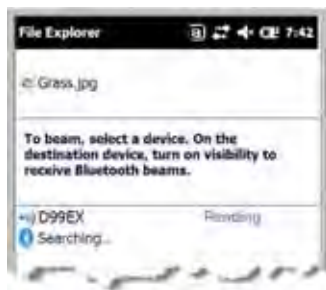 File Explorer 7:42
Grass.jpg
To beam, select a device. On the
destination device, turn on visibility to
receive Bluetooth beams.
D99EX Pending
Searching...